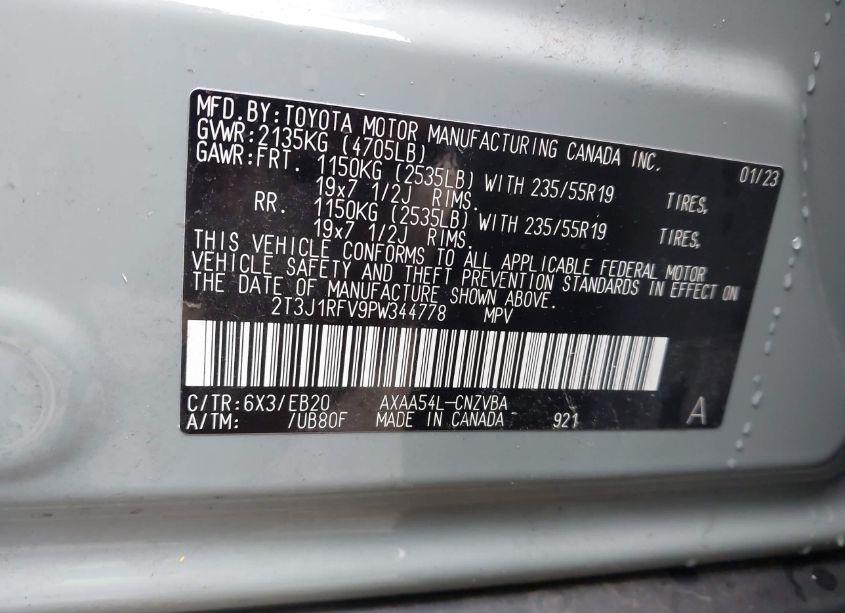 MFD.BY:TOYOTA MOTOR MANUFACTURING CANADA INC. 01/23
GVWR:2135KG (4705LB)
GAWR:FRT. 1150KG (2535LB) WITH 235/55R19 TIRES,
19x7 1/2J RIMS.
RR. 1150KG (2535LB) WITH 235/55R19 TIRES,
19x7 1/2J RIMS.
THIS VEHICLE CONFORMS TO ALL APPLICABLE FEDERAL MOTOR
VEHICLE SAFETY AND THEFT PREVENTION STANDARDS IN EFFECT ON
THE DATE OF MANUFACTURE SHOWN ABOVE.
2T3J1RFV9PW344778 MPV
C/TR:6X3/EB20 AXAA54L-CNZVBA
A/TM: /UB80F MADE IN CANADA 921 A